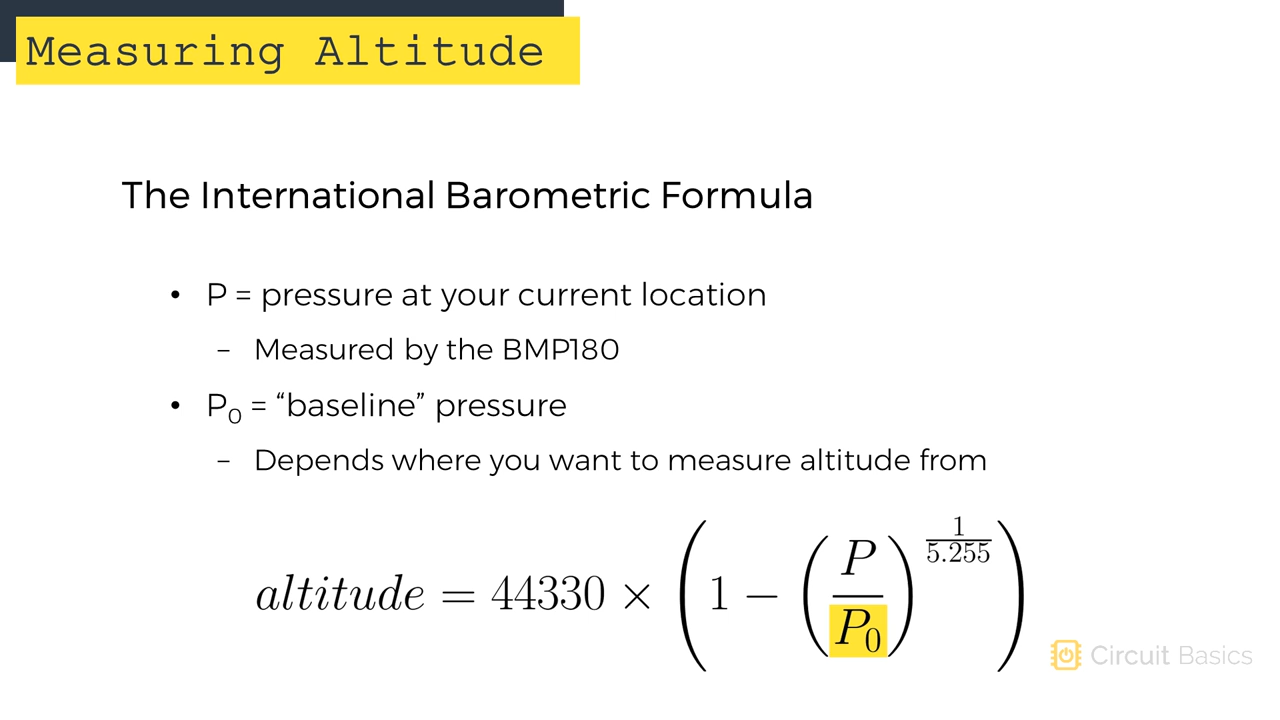 Measuring Altitude
The International Barometric Formula
• P = pressure at your current location
– Measured by the BMP180
• P₀ = “baseline” pressure
– Depends where you want to measure altitude from
altitude = 44330 × (1 − (P/P₀)^(1/5.255))
Circuit Basics